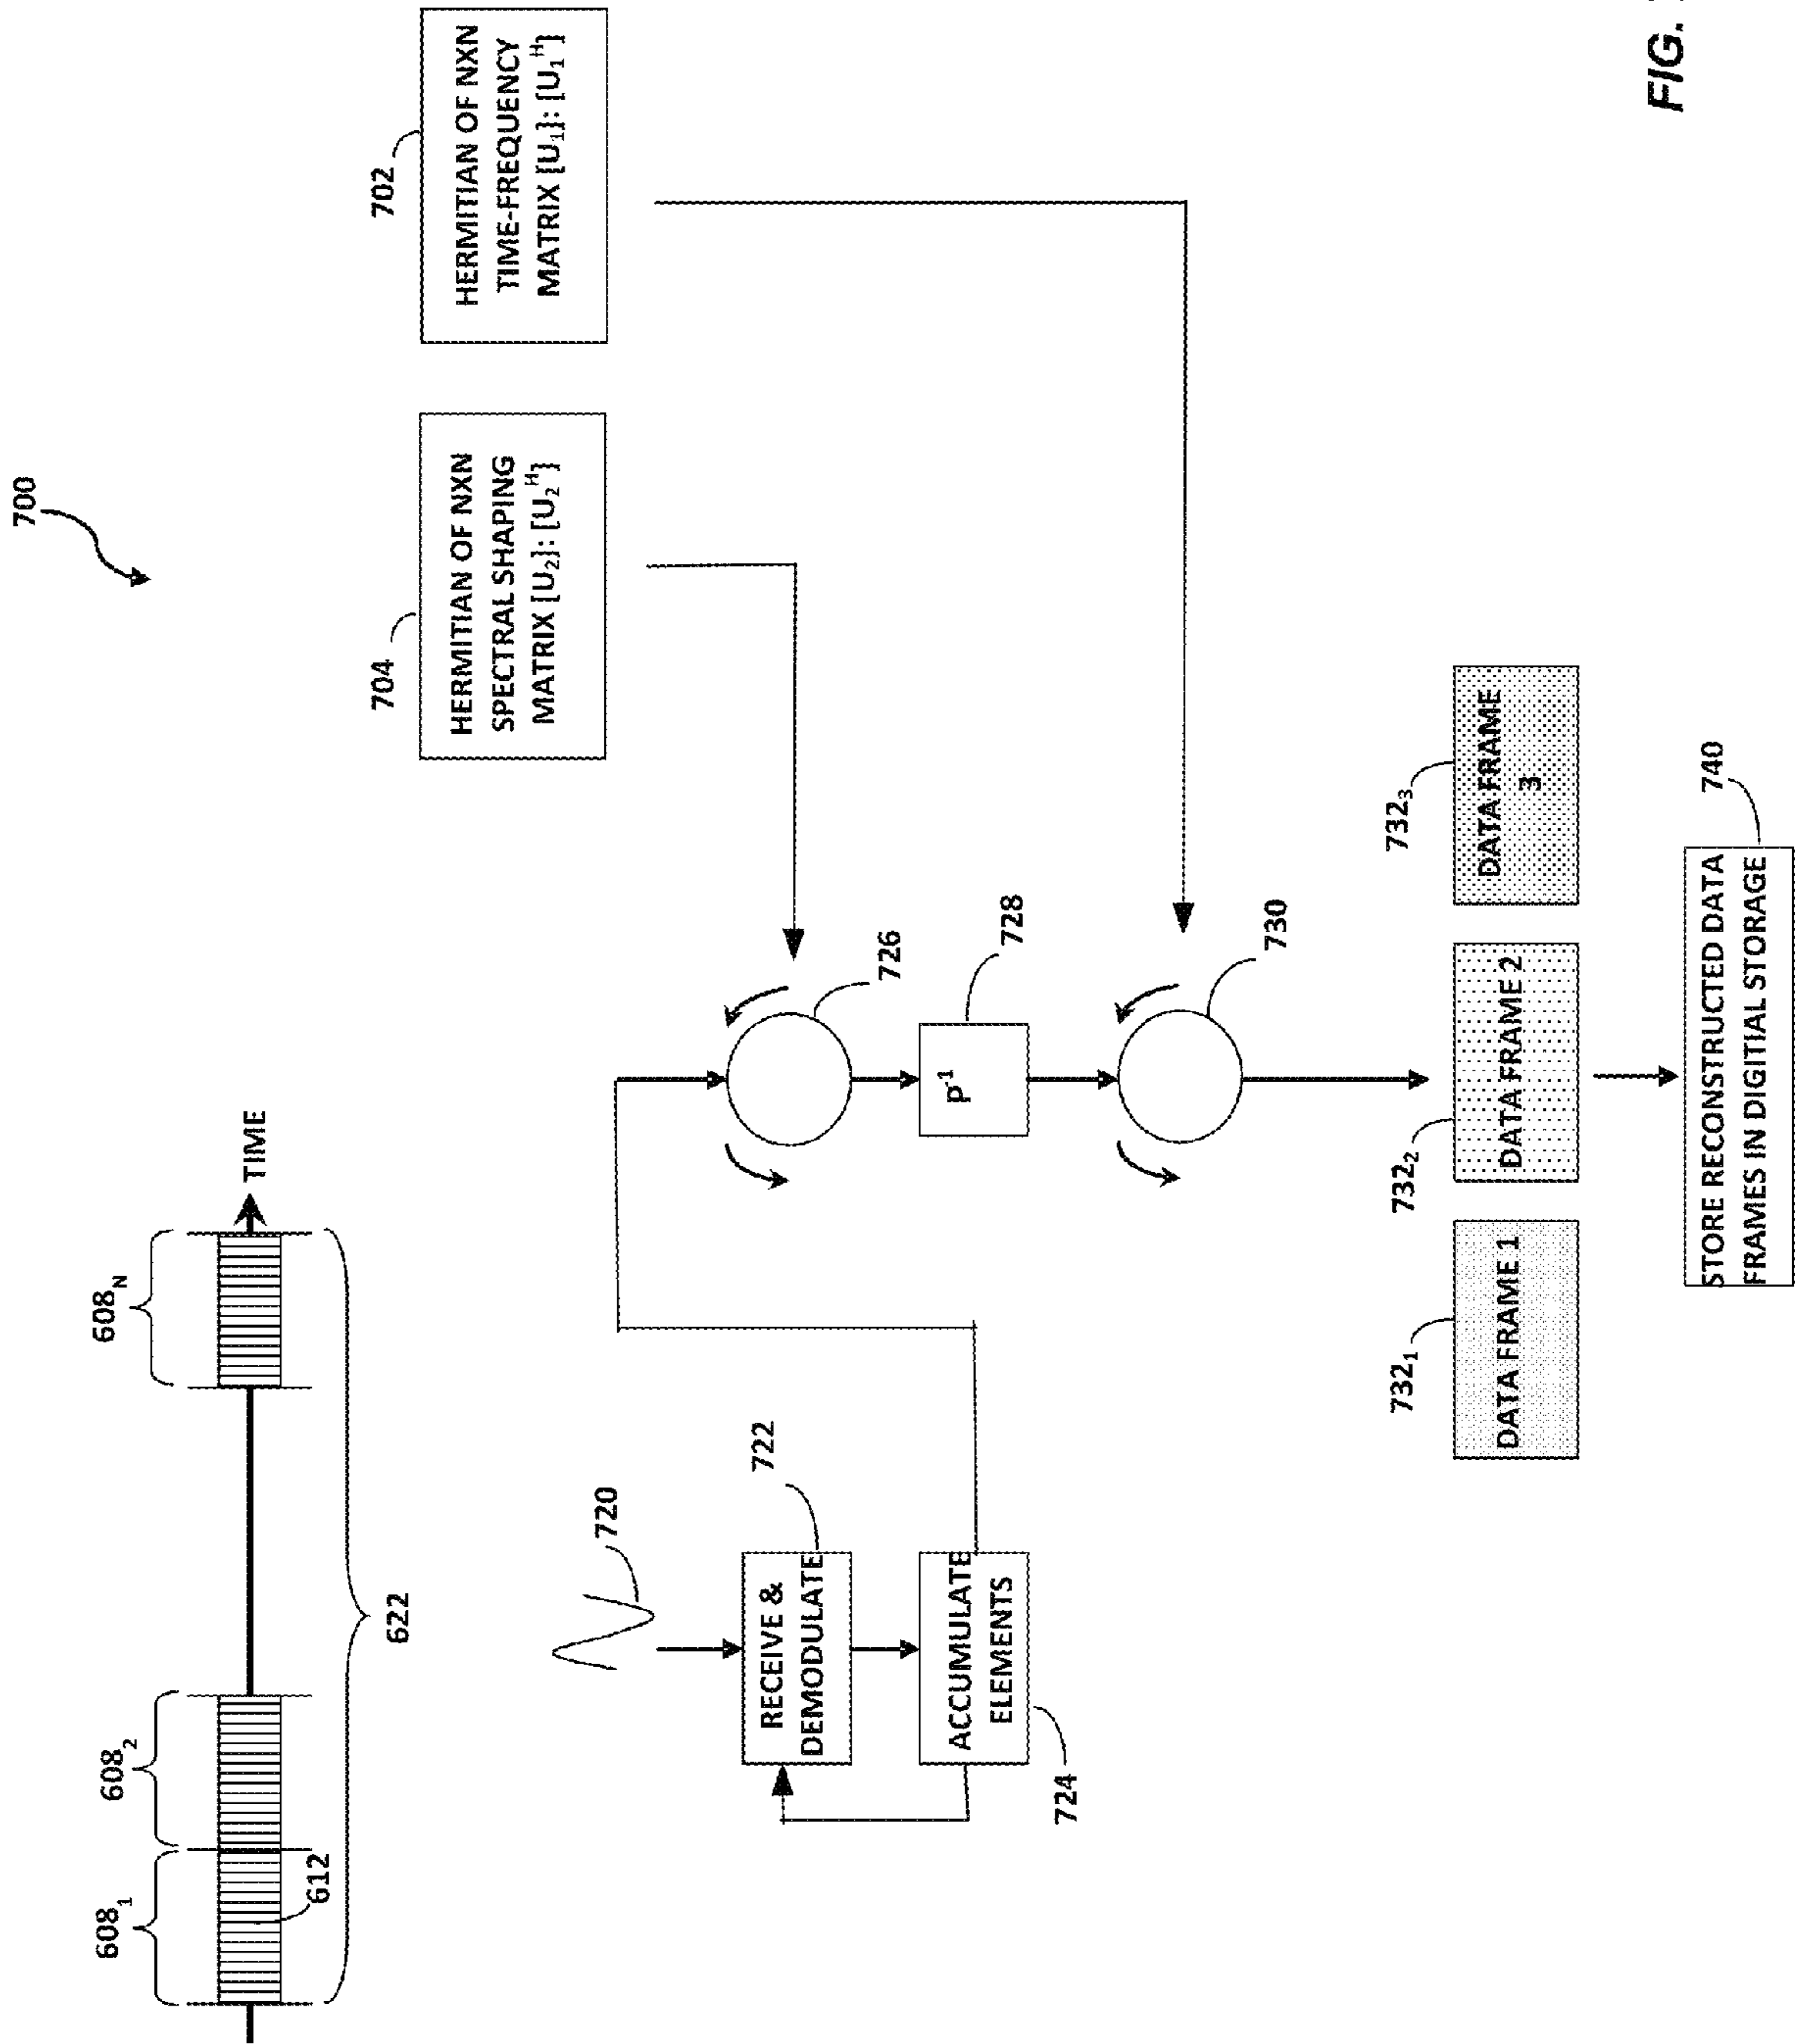 700
608₁
608₂
608_N
TIME
612
622
704
HERMITIAN OF NXN
SPECTRAL SHAPING
MATRIX [U₂]: [U₂ᴴ]
702
HERMITIAN OF NXN
TIME-FREQUENCY
MATRIX [U₁]: [U₁ᴴ]
720
RECEIVE &
DEMODULATE
722
ACCUMULATE
ELEMENTS
724
726
P⁻¹
728
730
732₁
DATA FRAME 1
732₂
DATA FRAME 2
732₃
DATA FRAME
3
STORE RECONSTRUCTED DATA
FRAMES IN DIGITIAL STORAGE
740
FIG.